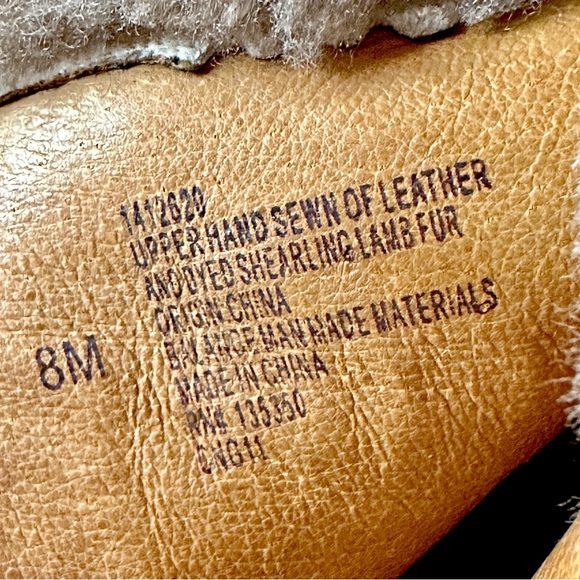 1412620
UPPER HAND SEWN OF LEATHER
AND DYED SHEARLING LAMB FUR
ORIGIN: CHINA
BALANCE MAN MADE MATERIALS
MADE IN CHINA
RN# 135350
CNG11
8M